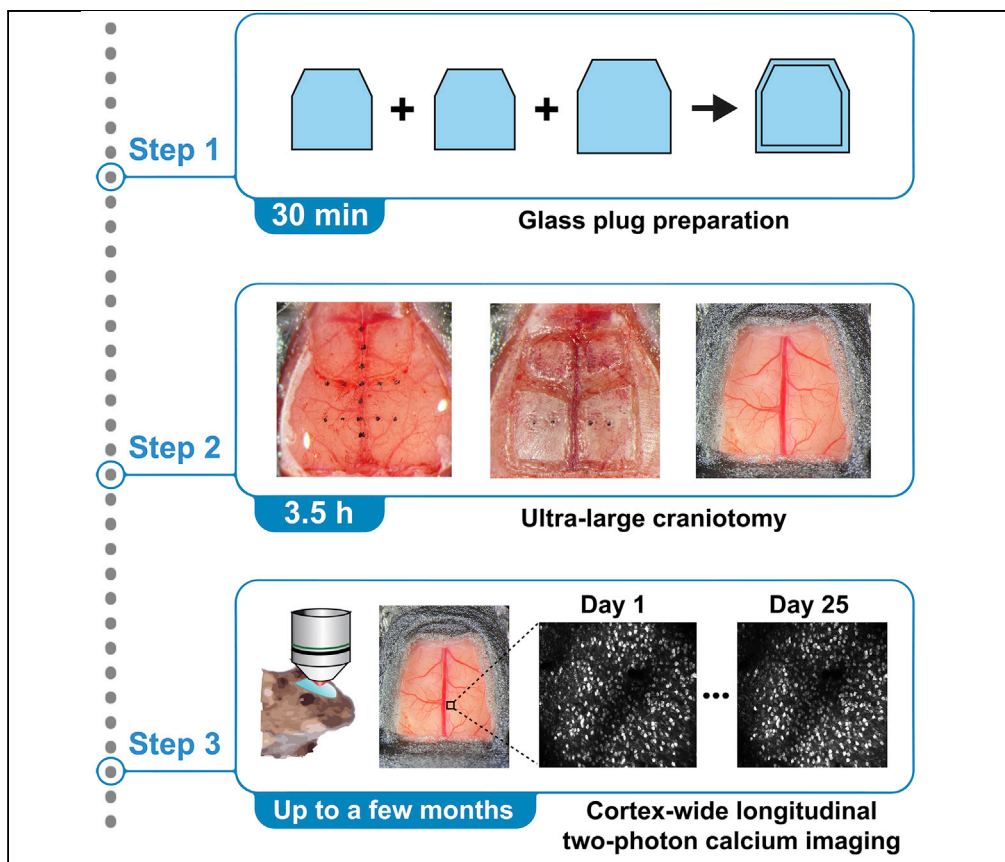 Step 1
30 min
Glass plug preparation
Step 2
3.5 h
Ultra-large craniotomy
Day 1
Day 25
Step 3
Up to a few months
Cortex-wide longitudinal
two-photon calcium imaging